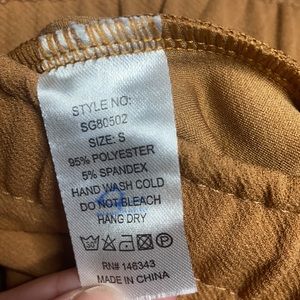 STYLE NO:
SG80502
SIZE: S
95% POLYESTER
5% SPANDEX
HAND WASH COLD
DO NOT BLEACH
HANG DRY
RN# 146343
MADE IN CHINA